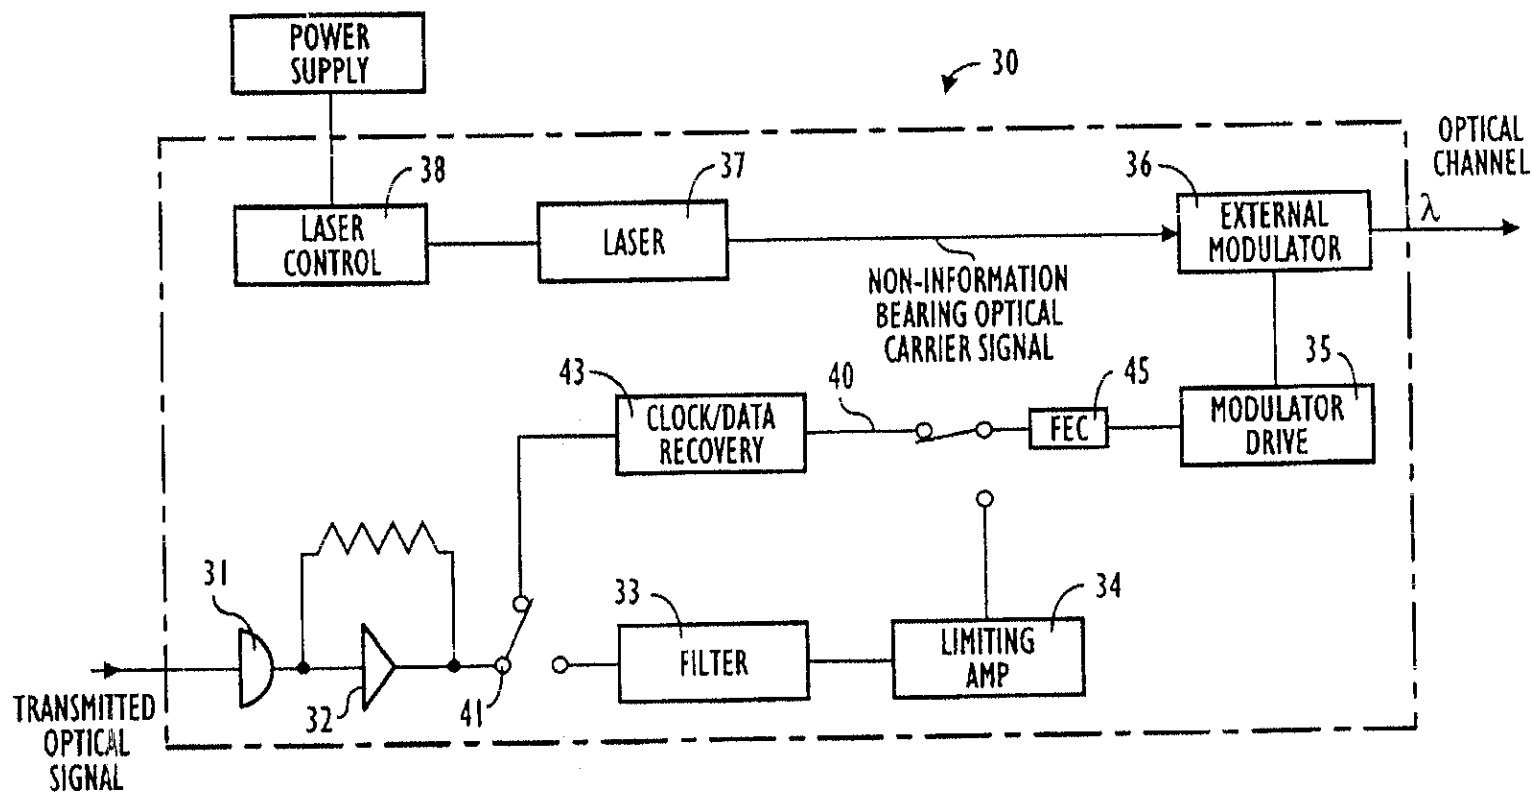 POWER
SUPPLY
30
OPTICAL
CHANNEL
38
37
36
λ
LASER
CONTROL
LASER
EXTERNAL
MODULATOR
NON-INFORMATION
BEARING OPTICAL
CARRIER SIGNAL
43
40
45
35
CLOCK/DATA
RECOVERY
FEC
MODULATOR
DRIVE
31
33
34
FILTER
LIMITING
AMP
32
41
TRANSMITTED
OPTICAL
SIGNAL